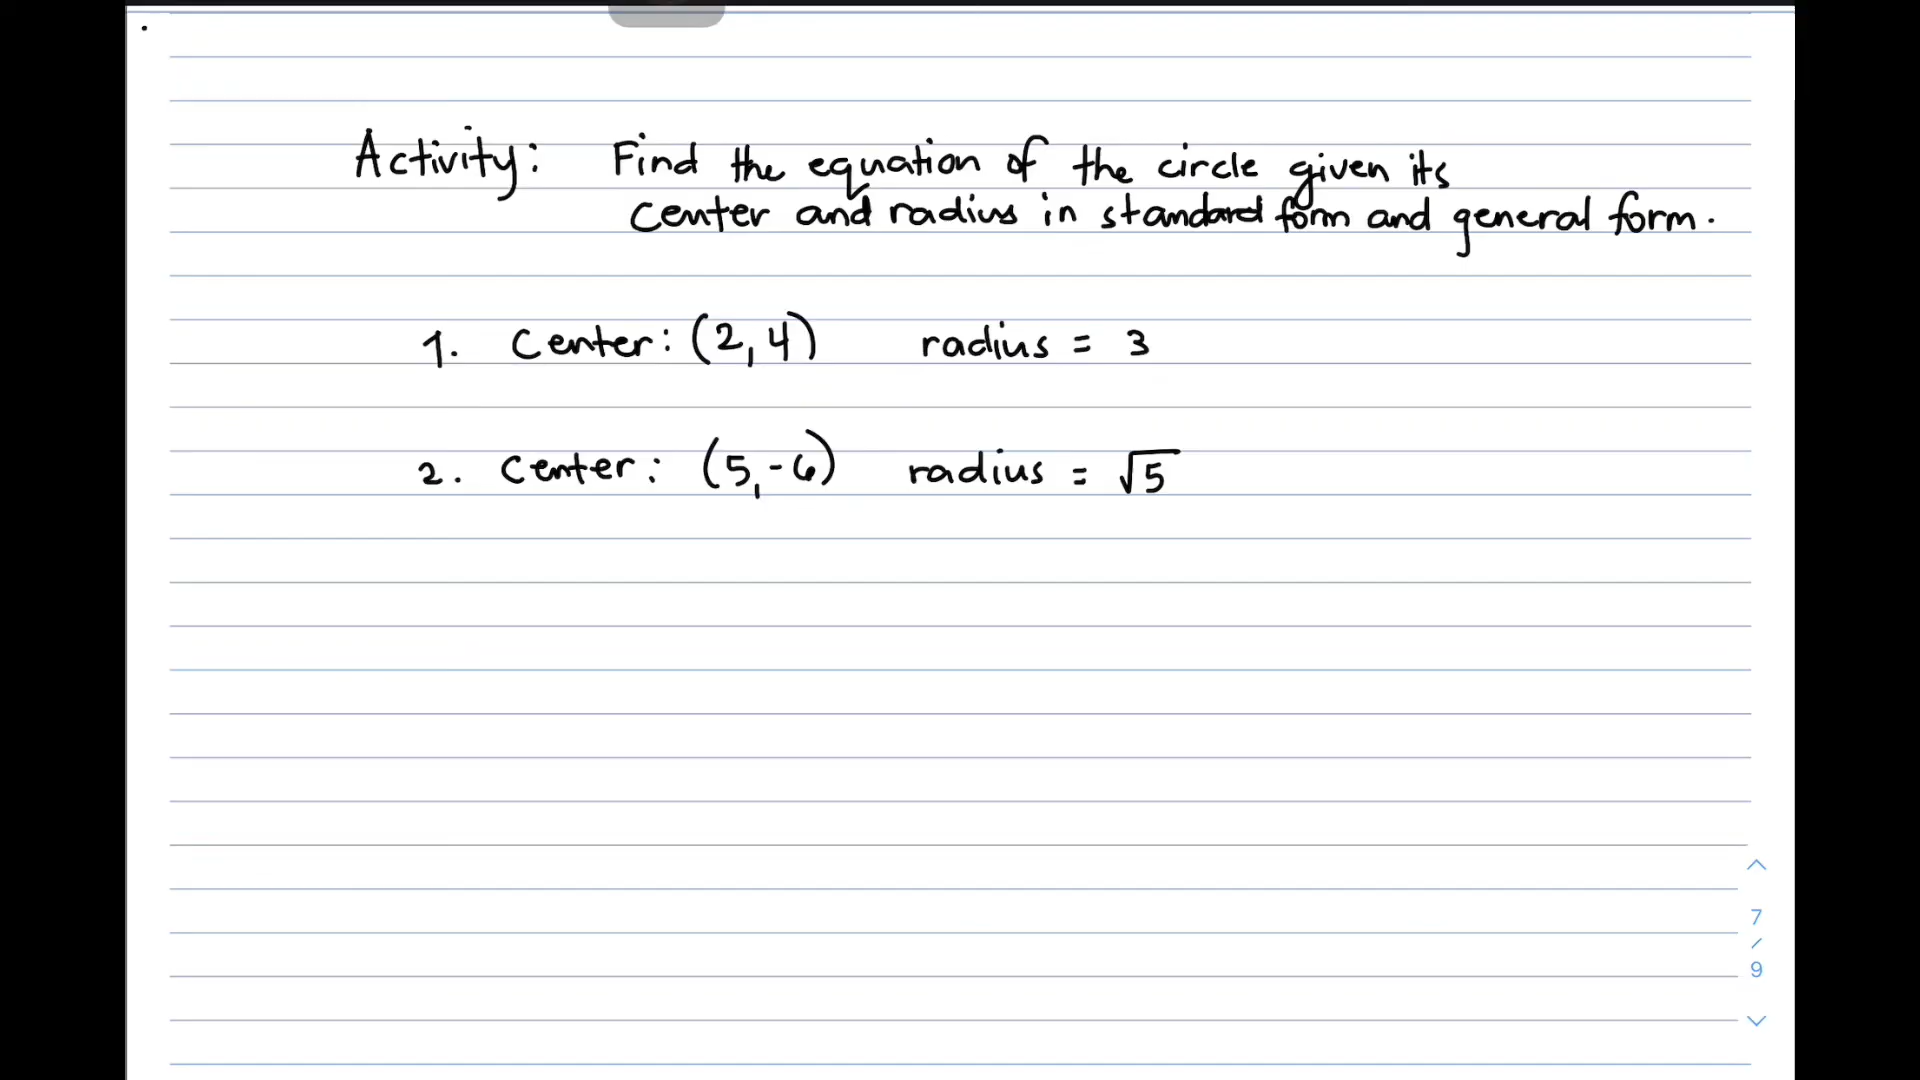 Activity: Find the equation of the circle given its
center and radius in standard form and general form.
1. Center: (2, 4) radius = 3
2. Center: (5, -6) radius = √5
7
/
9